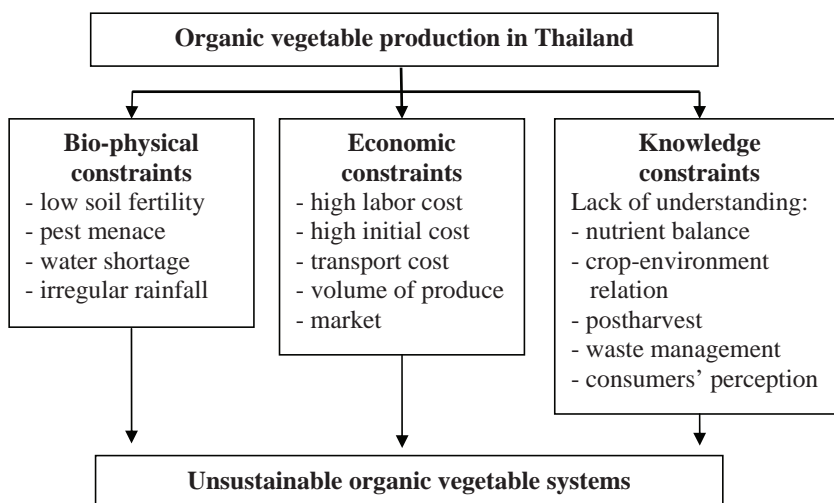 Organic vegetable production in Thailand
Bio-physical
constraints
- low soil fertility
- pest menace
- water shortage
- irregular rainfall
Economic
constraints
- high labor cost
- high initial cost
- transport cost
- volume of produce
- market
Knowledge
constraints
Lack of understanding:
- nutrient balance
- crop-environment
relation
- postharvest
- waste management
- consumers’ perception
Unsustainable organic vegetable systems